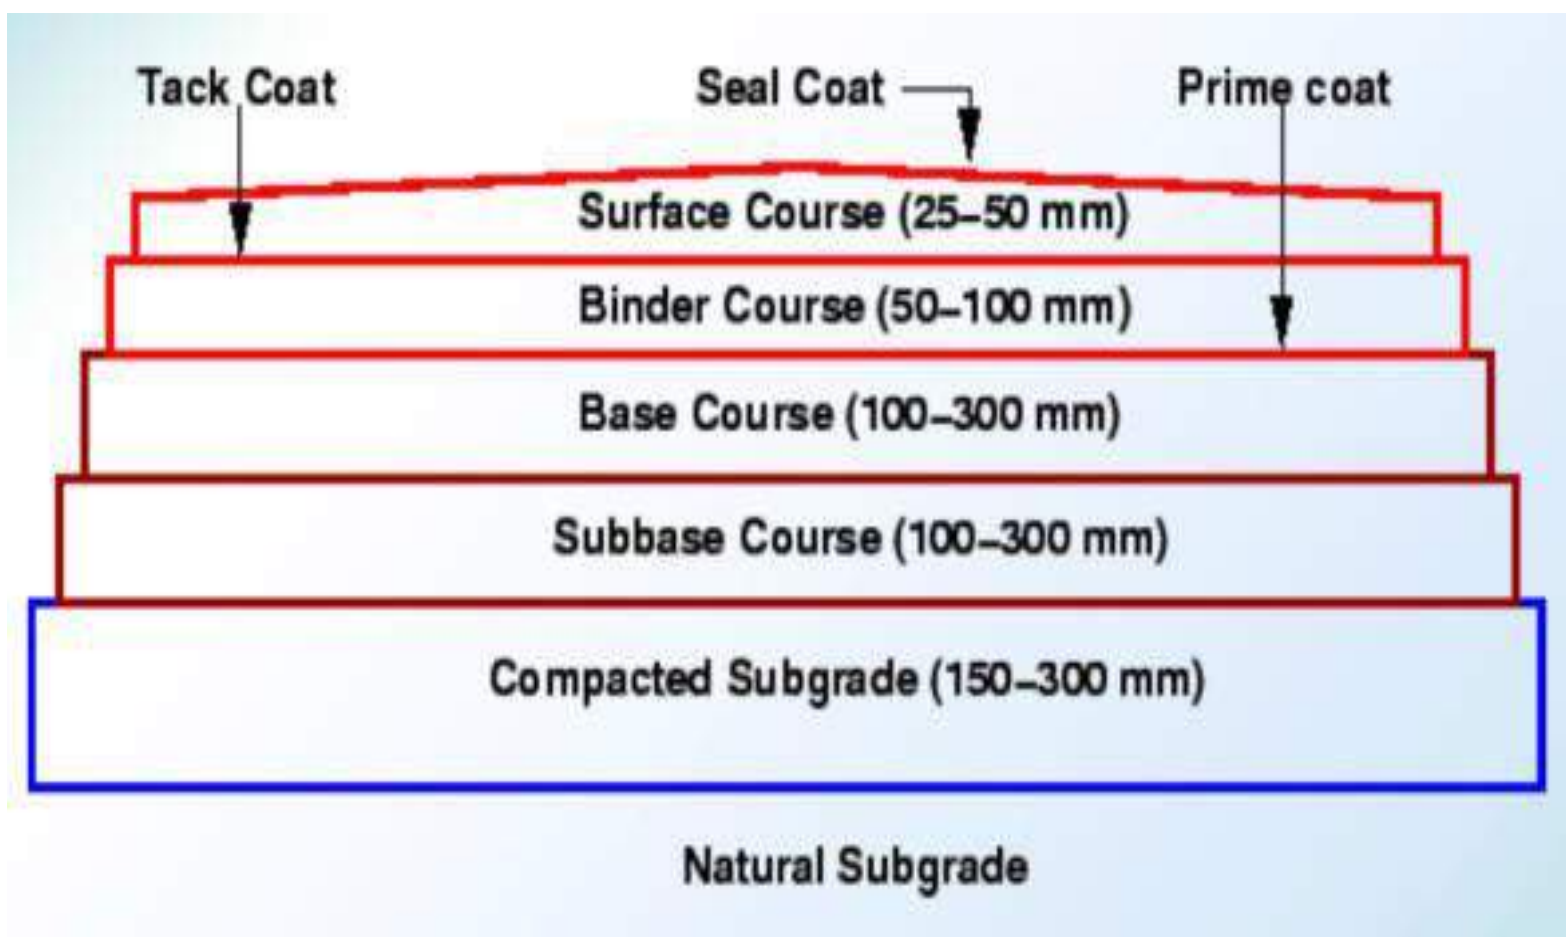 Tack Coat
Seal Coat
Prime coat
Surface Course (25–50 mm)
Binder Course (50–100 mm)
Base Course (100–300 mm)
Subbase Course (100–300 mm)
Compacted Subgrade (150–300 mm)
Natural Subgrade